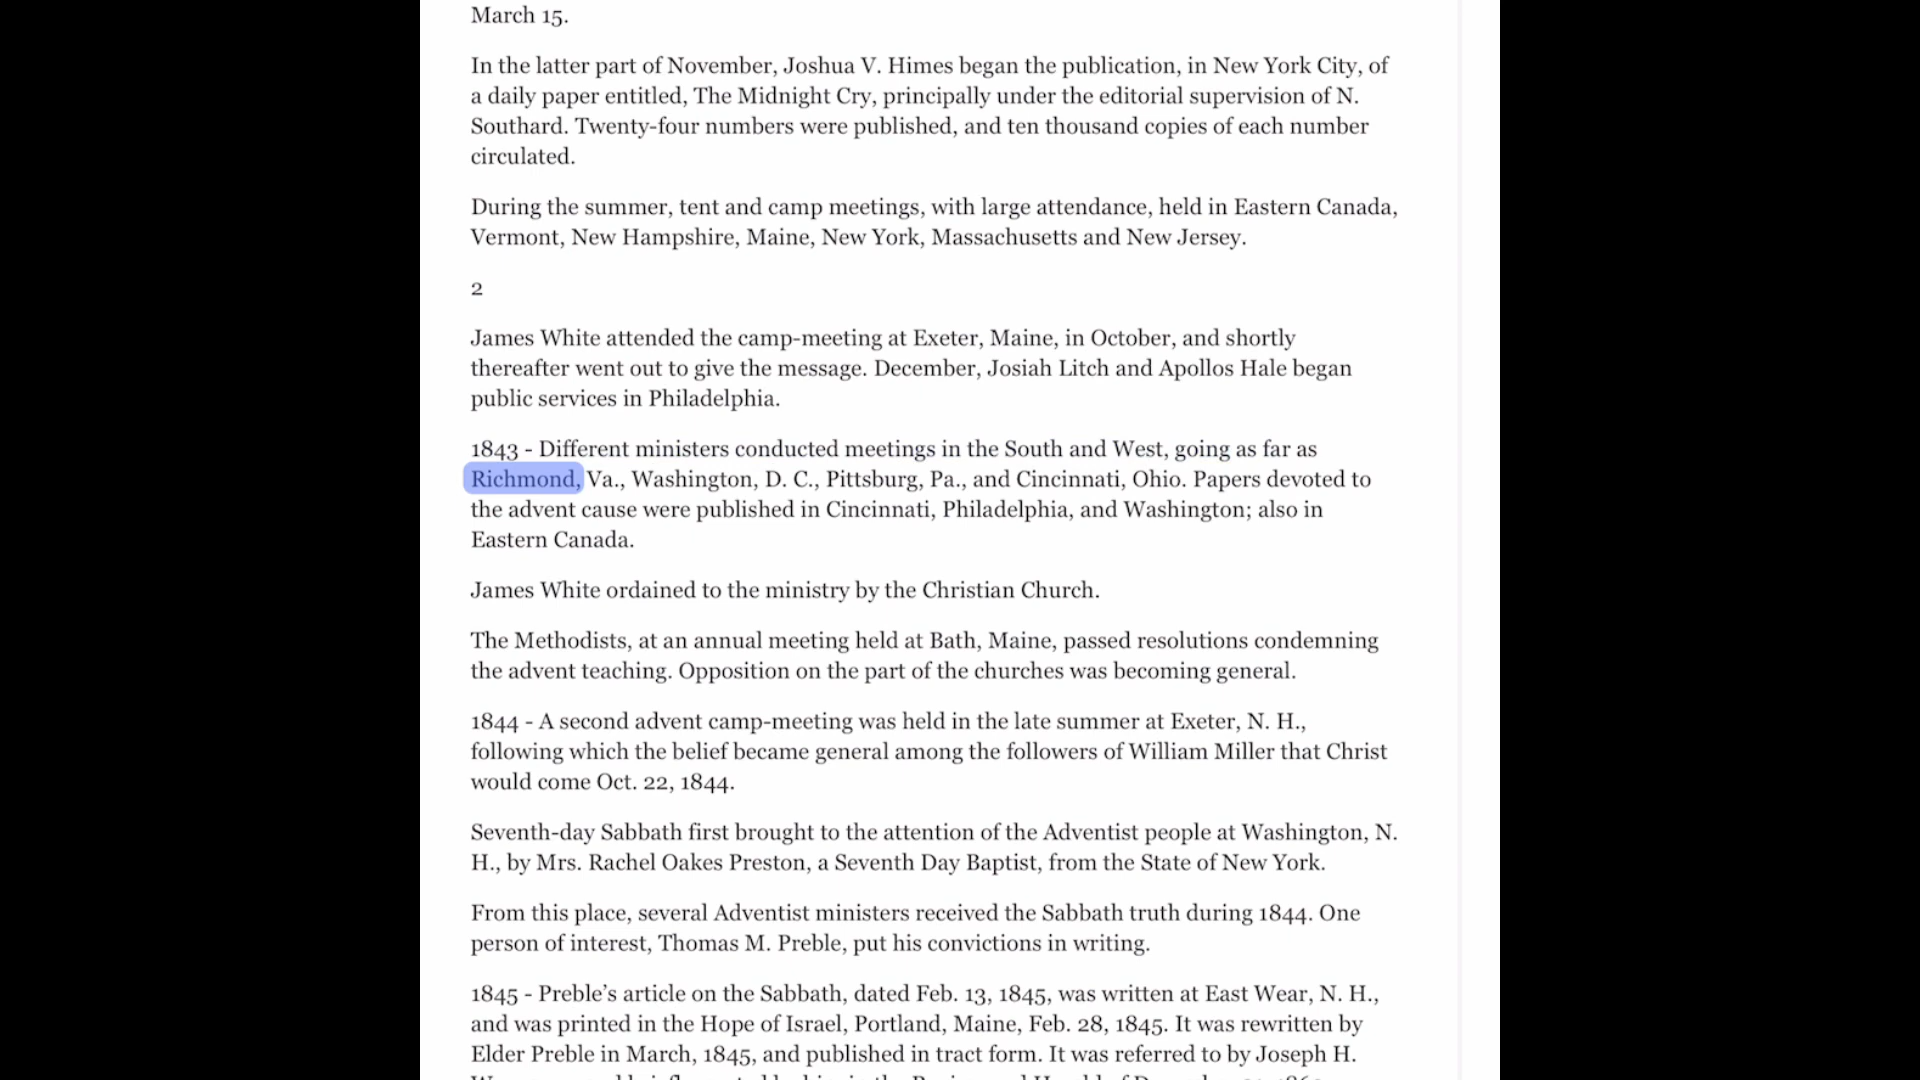 March 15.
In the latter part of November, Joshua V. Himes began the publication, in New York City, of
a daily paper entitled, The Midnight Cry, principally under the editorial supervision of N.
Southard. Twenty-four numbers were published, and ten thousand copies of each number
circulated.
During the summer, tent and camp meetings, with large attendance, held in Eastern Canada,
Vermont, New Hampshire, Maine, New York, Massachusetts and New Jersey.
2
James White attended the camp-meeting at Exeter, Maine, in October, and shortly
thereafter went out to give the message. December, Josiah Litch and Apollos Hale began
public services in Philadelphia.
1843 - Different ministers conducted meetings in the South and West, going as far as
Richmond, Va., Washington, D. C., Pittsburg, Pa., and Cincinnati, Ohio. Papers devoted to
the advent cause were published in Cincinnati, Philadelphia, and Washington; also in
Eastern Canada.
James White ordained to the ministry by the Christian Church.
The Methodists, at an annual meeting held at Bath, Maine, passed resolutions condemning
the advent teaching. Opposition on the part of the churches was becoming general.
1844 - A second advent camp-meeting was held in the late summer at Exeter, N. H.,
following which the belief became general among the followers of William Miller that Christ
would come Oct. 22, 1844.
Seventh-day Sabbath first brought to the attention of the Adventist people at Washington, N.
H., by Mrs. Rachel Oakes Preston, a Seventh Day Baptist, from the State of New York.
From this place, several Adventist ministers received the Sabbath truth during 1844. One
person of interest, Thomas M. Preble, put his convictions in writing.
1845 - Preble’s article on the Sabbath, dated Feb. 13, 1845, was written at East Wear, N. H.,
and was printed in the Hope of Israel, Portland, Maine, Feb. 28, 1845. It was rewritten by
Elder Preble in March, 1845, and published in tract form. It was referred to by Joseph H.